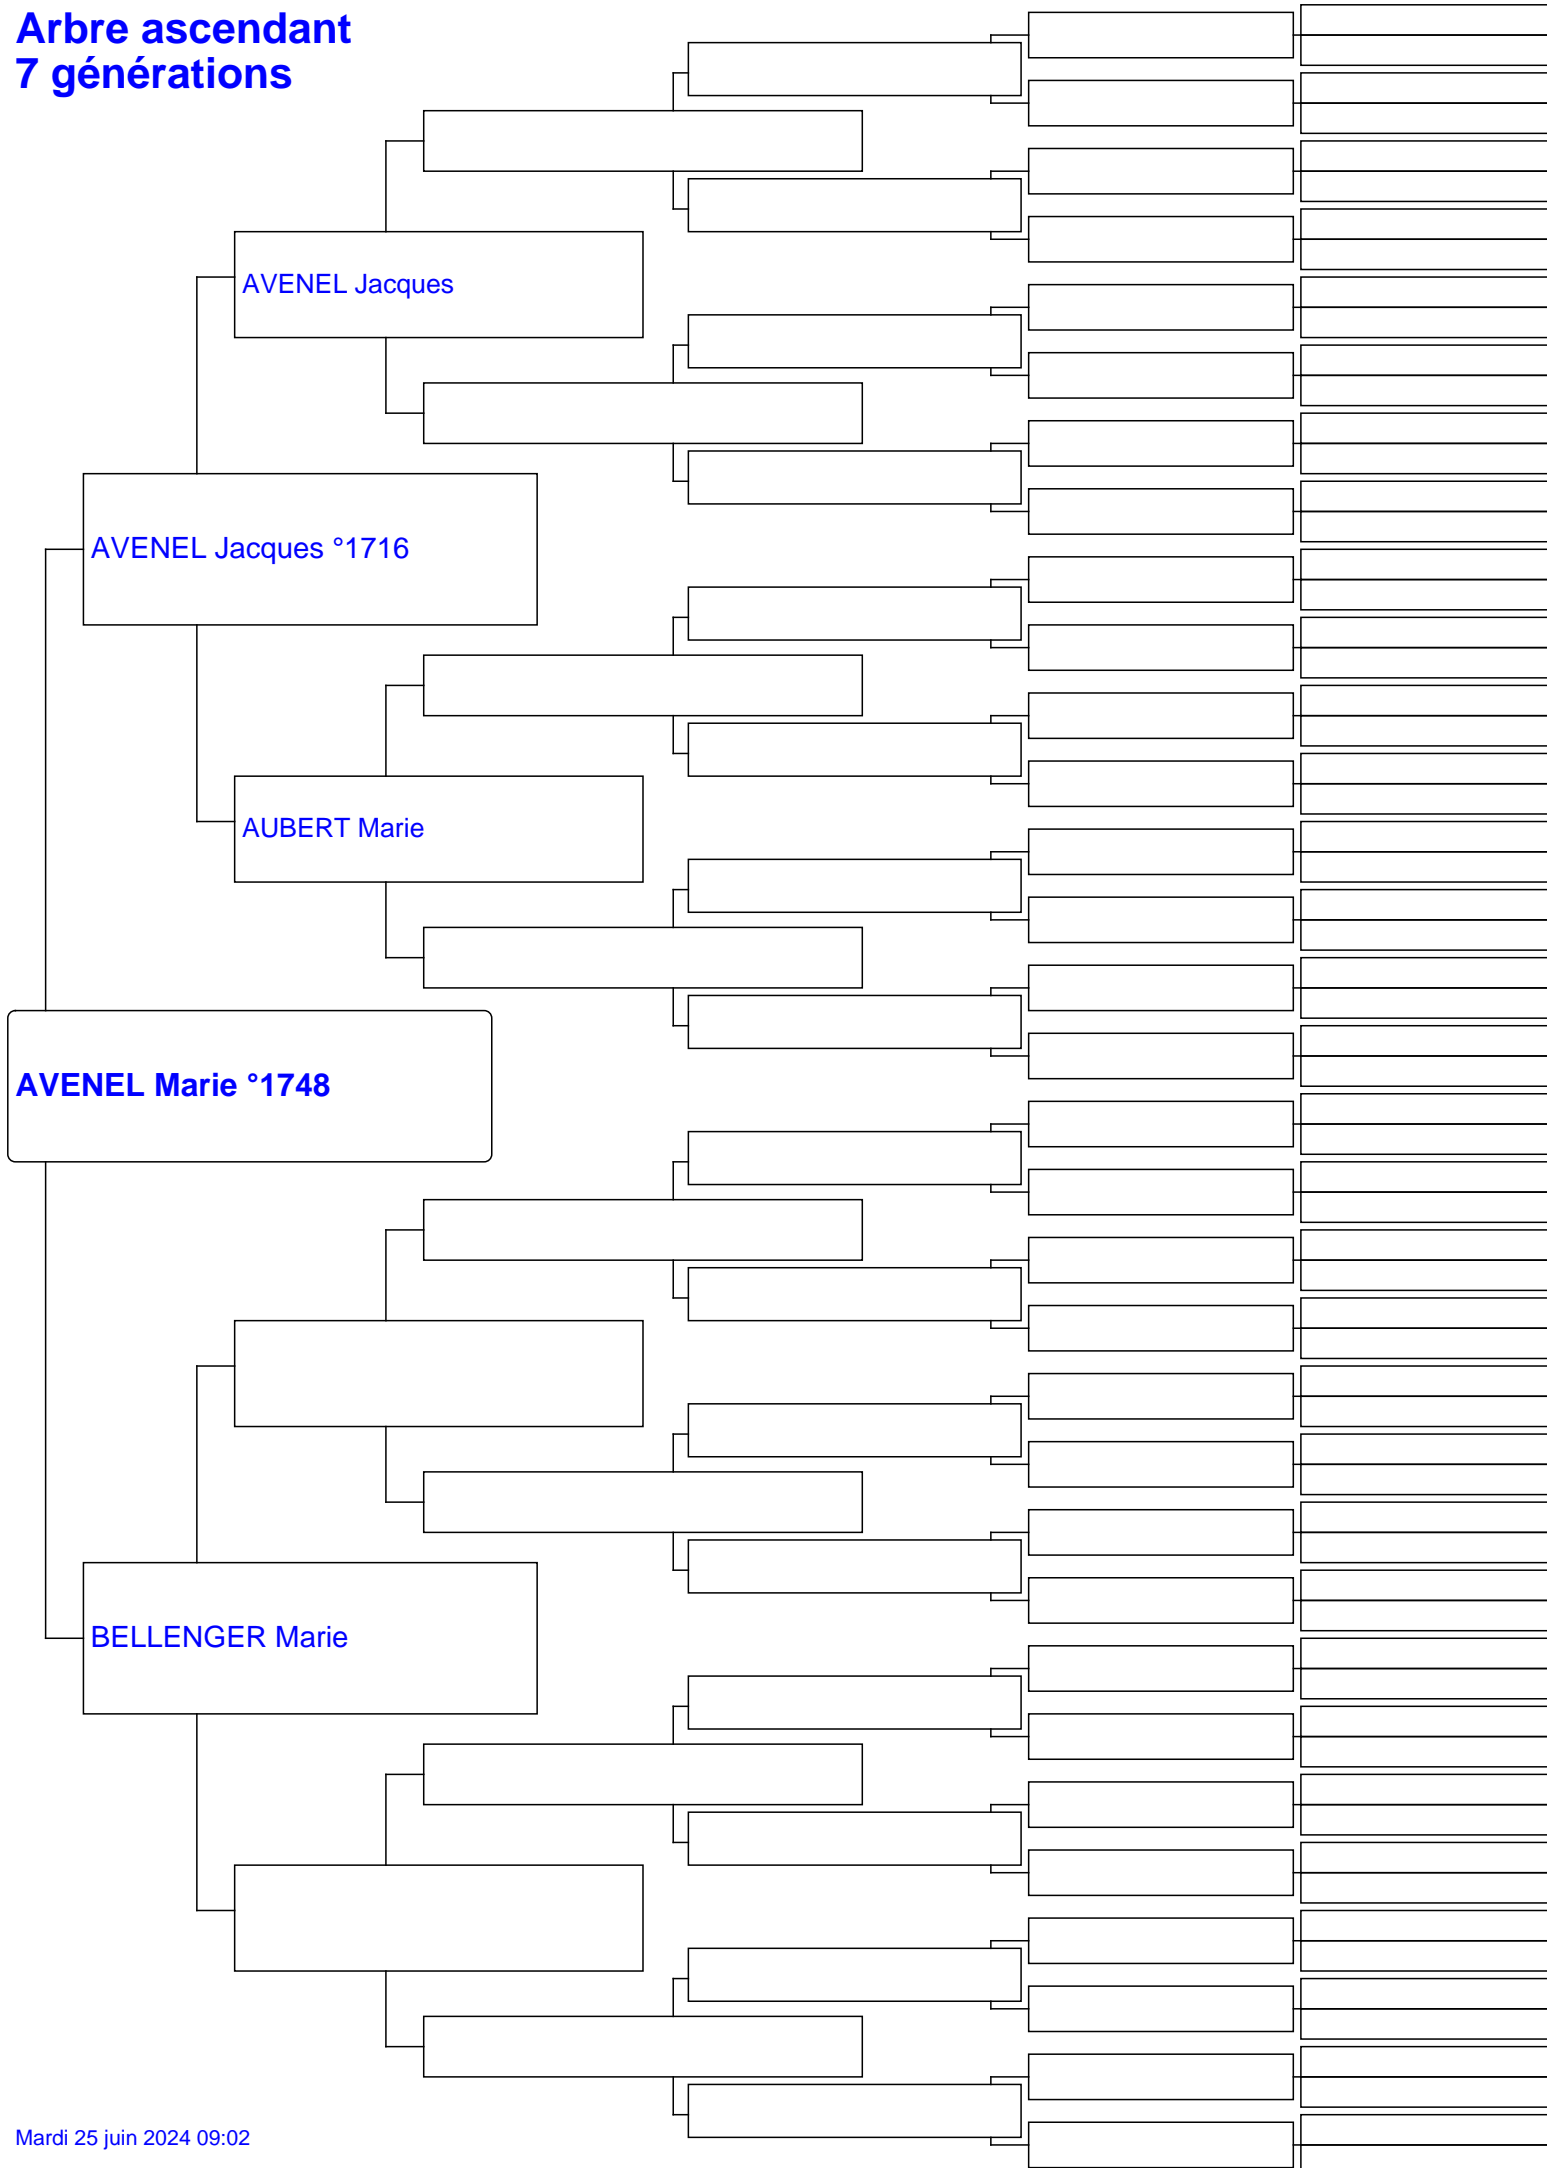 Arbre ascendant
7 générations
AVENEL Jacques
AVENEL Jacques °1716
AUBERT Marie
AVENEL Marie °1748
BELLENGER Marie
Mardi 25 juin 2024 09:02